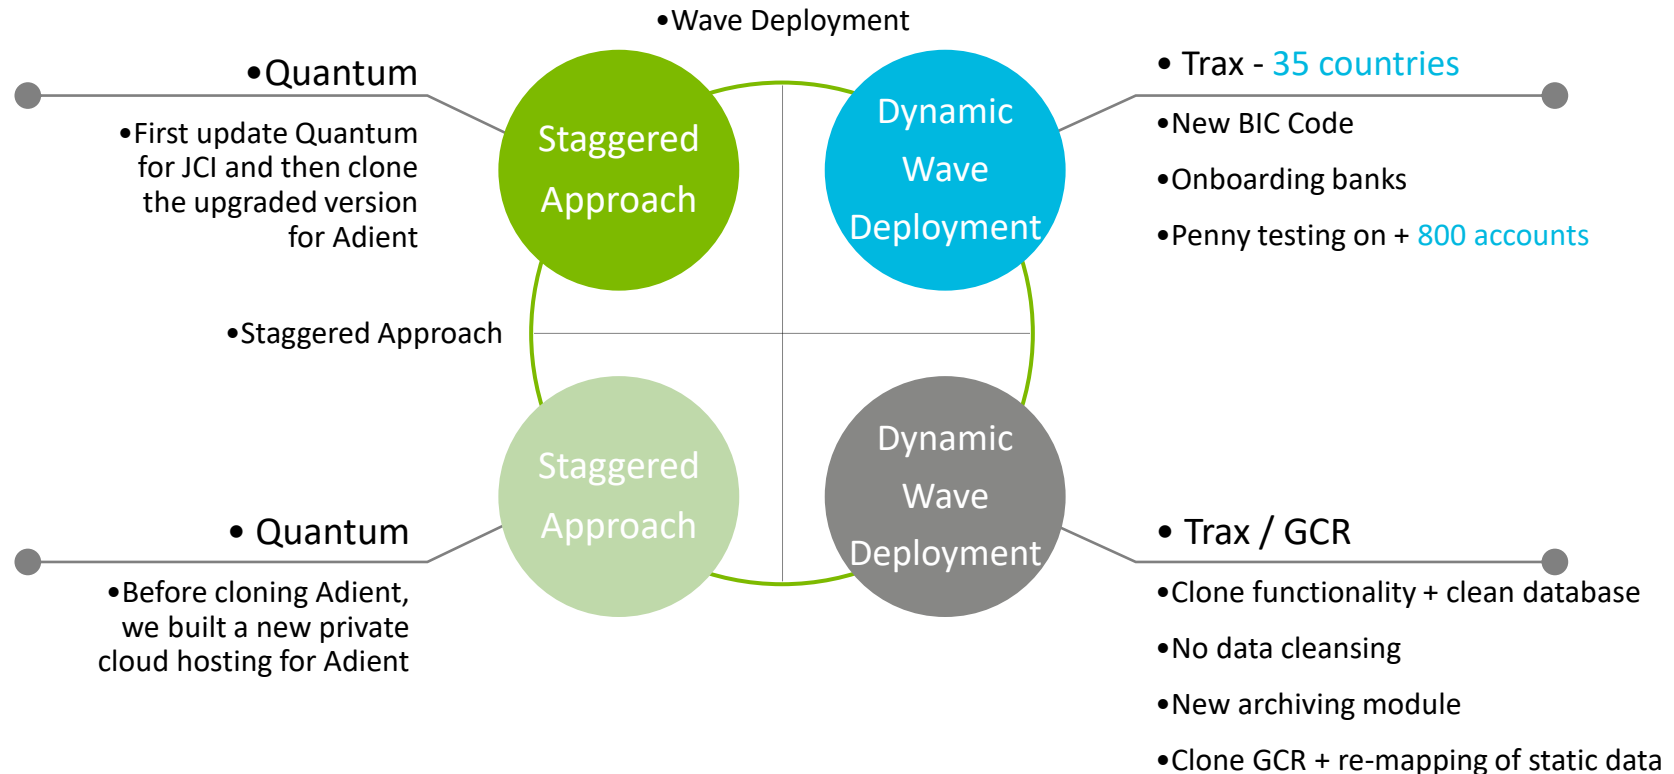 •Wave Deployment
•Quantum
•First update Quantum
for JCI and then clone
the upgraded version
for Adient
Staggered
Approach
Dynamic
Wave
Deployment
• Trax - 35 countries
•New BIC Code
•Onboarding banks
•Penny testing on + 800 accounts
•Staggered Approach
• Quantum
•Before cloning Adient,
we built a new private
cloud hosting for Adient
Staggered
Approach
Dynamic
Wave
Deployment
• Trax / GCR
•Clone functionality + clean database
•No data cleansing
•New archiving module
•Clone GCR + re-mapping of static data